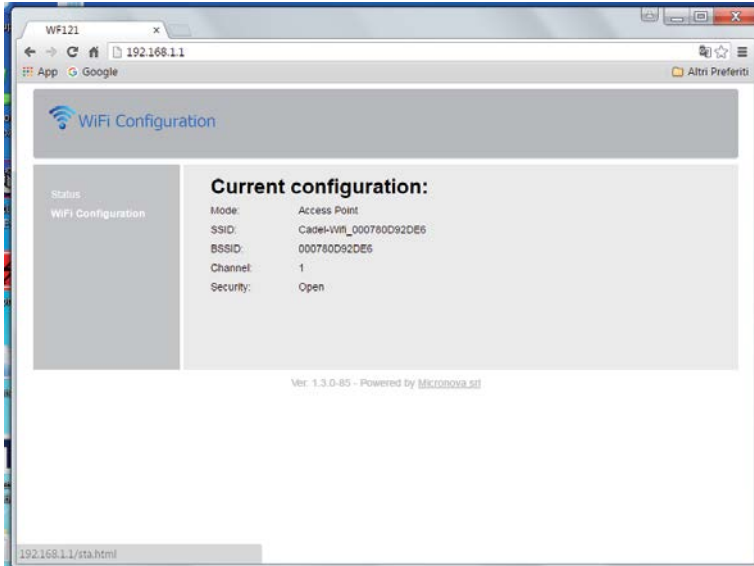 WF121
192.168.1.1
App Google Altri Preferiti
WiFi Configuration
Status
WiFi Configuration
Current configuration:
Mode: Access Point
SSID: Cadel-Wifi_000780D92DE6
BSSID: 000780D92DE6
Channel: 1
Security: Open
Ver. 1.3.0-85 - Powered by Micronova srl
192.168.1.1/sta.html